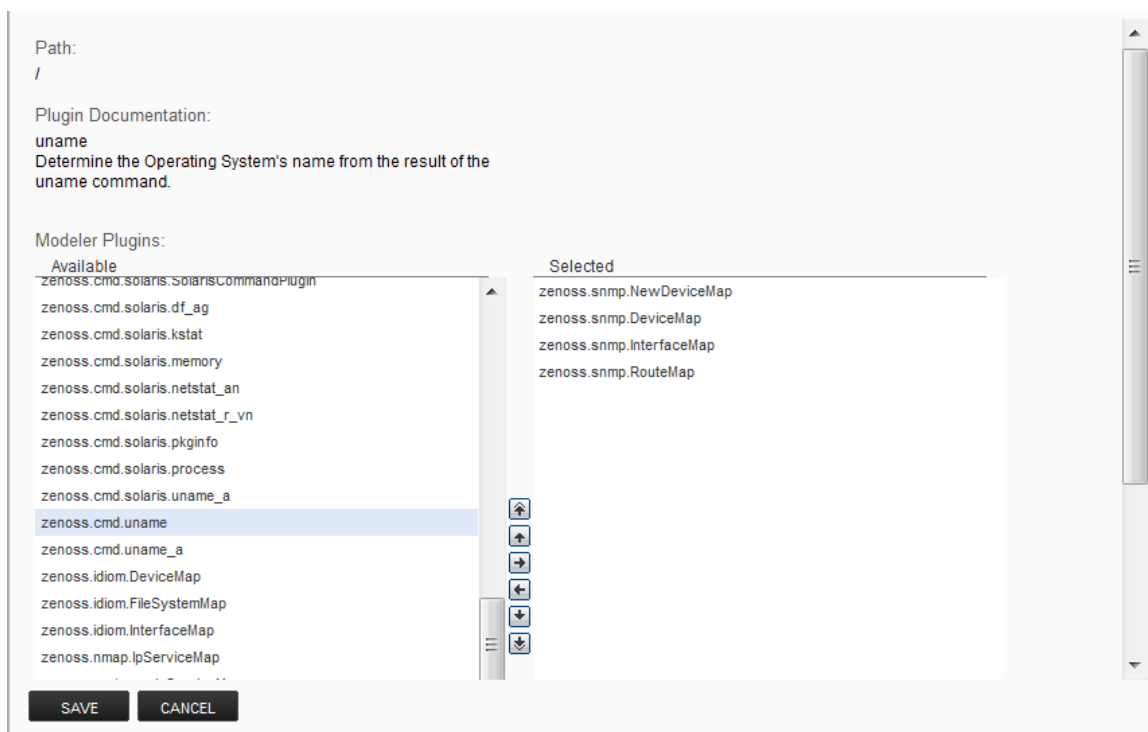 Path:
/
Plugin Documentation:
uname
Determine the Operating System's name from the result of the
uname command.
Modeler Plugins:
Available
zenoss.cmd.solaris.SolarisCommandPlugin
zenoss.cmd.solaris.df_ag
zenoss.cmd.solaris.kstat
zenoss.cmd.solaris.memory
zenoss.cmd.solaris.netstat_an
zenoss.cmd.solaris.netstat_r_vn
zenoss.cmd.solaris.pkginfo
zenoss.cmd.solaris.process
zenoss.cmd.solaris.uname_a
zenoss.cmd.uname
zenoss.cmd.uname_a
zenoss.idiom.DeviceMap
zenoss.idiom.FileSystemMap
zenoss.idiom.InterfaceMap
zenoss.nmap.IpServiceMap
Selected
zenoss.snmp.NewDeviceMap
zenoss.snmp.DeviceMap
zenoss.snmp.InterfaceMap
zenoss.snmp.RouteMap
SAVE
CANCEL